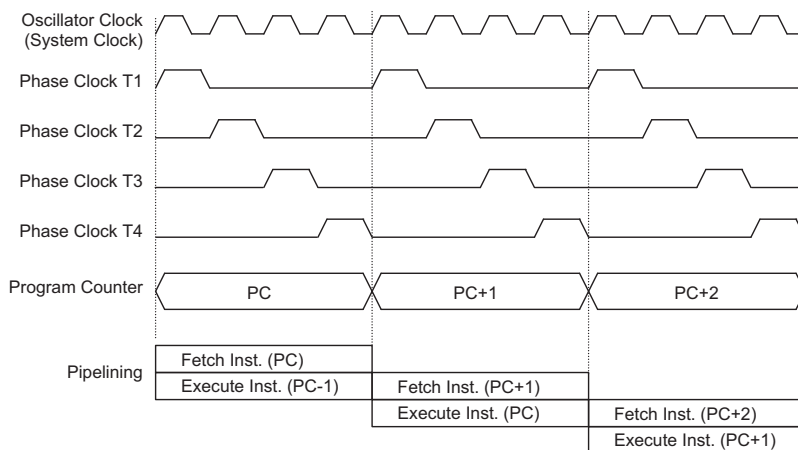 Oscillator Clock
(System Clock)
Phase Clock T1
Phase Clock T2
Phase Clock T3
Phase Clock T4
Program Counter
PC
PC+1
PC+2
Pipelining
Fetch Inst. (PC)
Execute Inst. (PC-1)
Fetch Inst. (PC+1)
Execute Inst. (PC)
Fetch Inst. (PC+2)
Execute Inst. (PC+1)